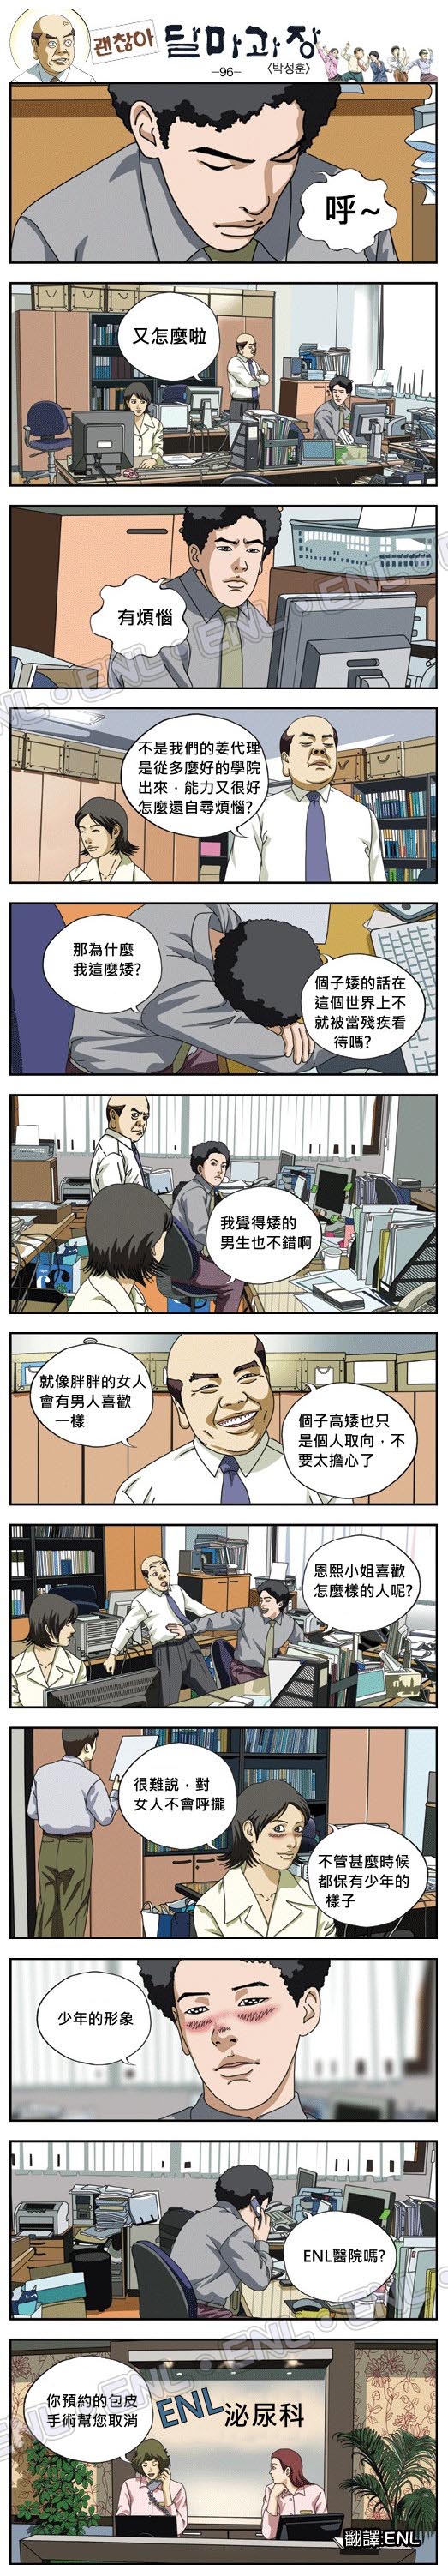 괜찮아 달마과장
-96- 〈박성훈〉
呼~
又怎麼啦
有煩惱
不是我們的姜代理
是從多麼好的學院
出來，能力又很好
怎麼還自尋煩惱?
那為什麼
我這麼矮?
個子矮的話在
這個世界上不
就被當殘疾看
待嗎?
我覺得矮的
男生也不錯啊
就像胖胖的女人
會有男人喜歡
一樣
個子高矮也只
是個人取向，不
要太擔心了
恩熙小姐喜歡
怎麼樣的人呢?
很難說，對
女人不會呼攏
不管甚麼時候
都保有少年的
樣子
少年的形象
ENL醫院嗎?
你預約的包皮
手術幫您取消
ENL泌尿科
翻譯:ENL